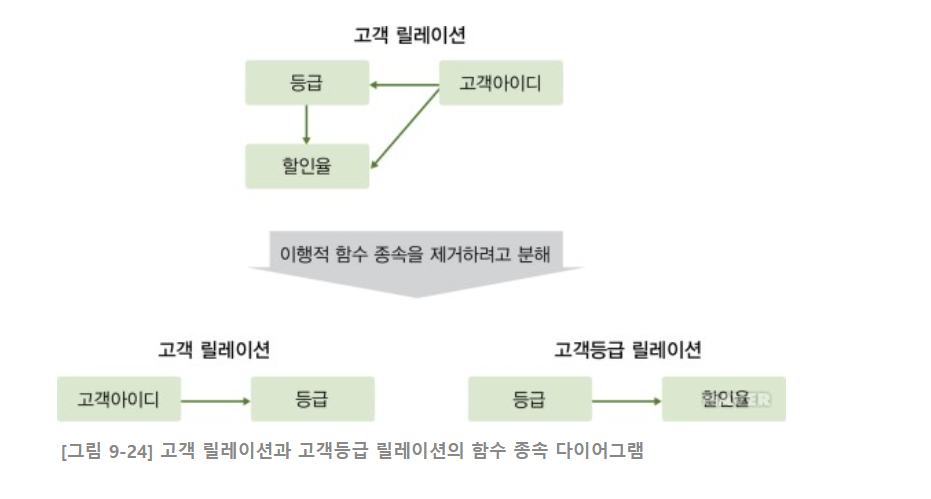 고객 릴레이션
등급
고객아이디
할인율
이행적 함수 종속을 제거하려고 분해
고객 릴레이션
고객등급 릴레이션
고객아이디
등급
등급
할인율
[그림 9-24] 고객 릴레이션과 고객등급 릴레이션의 함수 종속 다이어그램